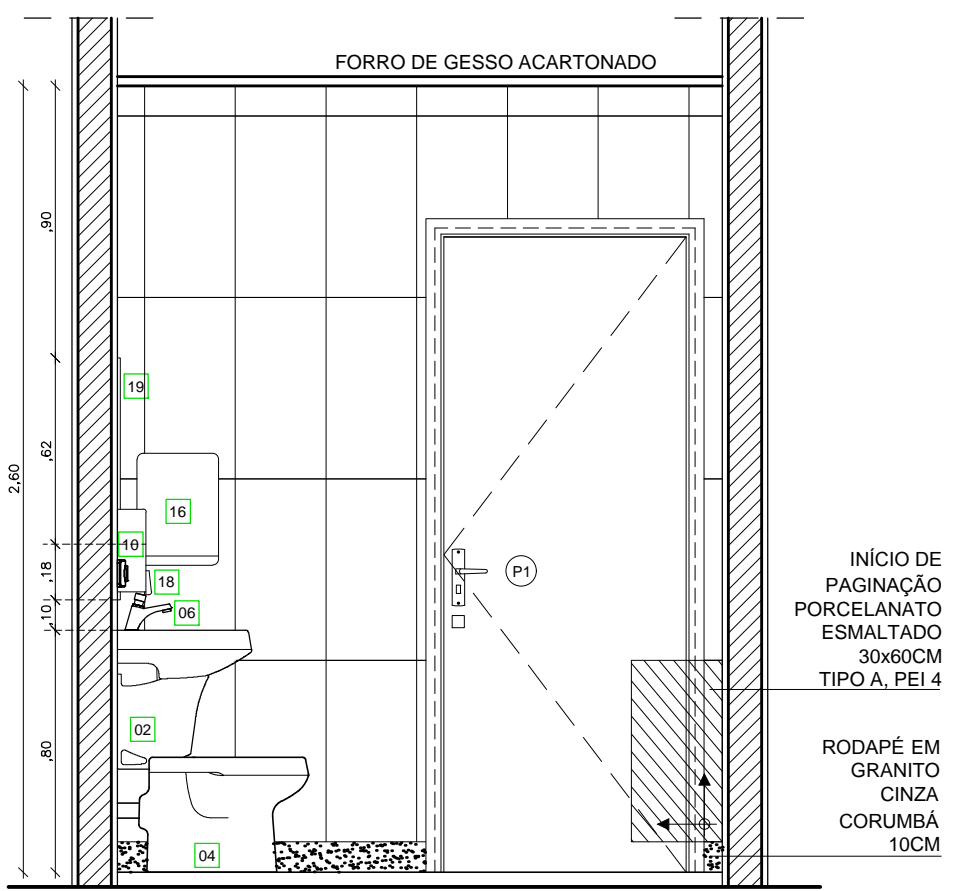 FORRO DE GESSO ACARTONADO
,90
19
,62
2,60
16
10
,18
18
P1
06
,10
INÍCIO DE
PAGINAÇÃO
PORCELANATO
ESMALTADO
30x60CM
TIPO A, PEI 4
02
,80
RODAPÉ EM
GRANITO
CINZA
CORUMBÁ
10CM
04